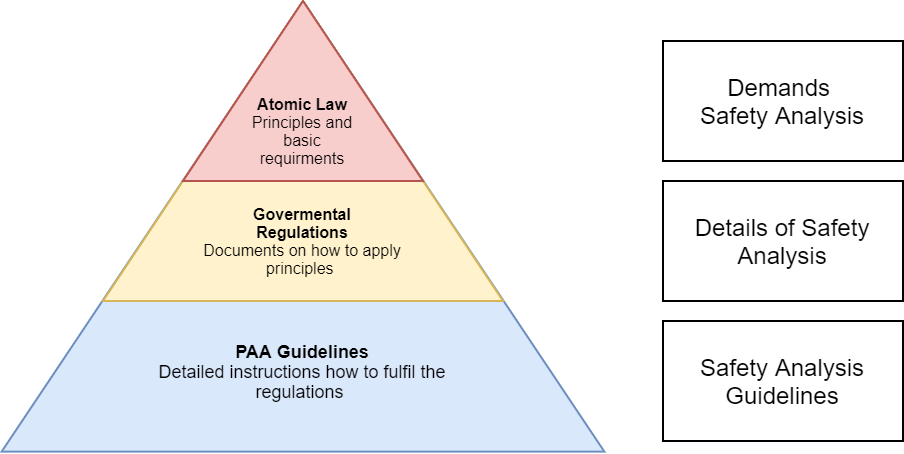 Atomic Law
Principles and
basic
requirments
Demands
Safety Analysis
Govermental
Regulations
Documents on how to apply
principles
Details of Safety
Analysis
PAA Guidelines
Detailed instructions how to fulfil the
regulations
Safety Analysis
Guidelines